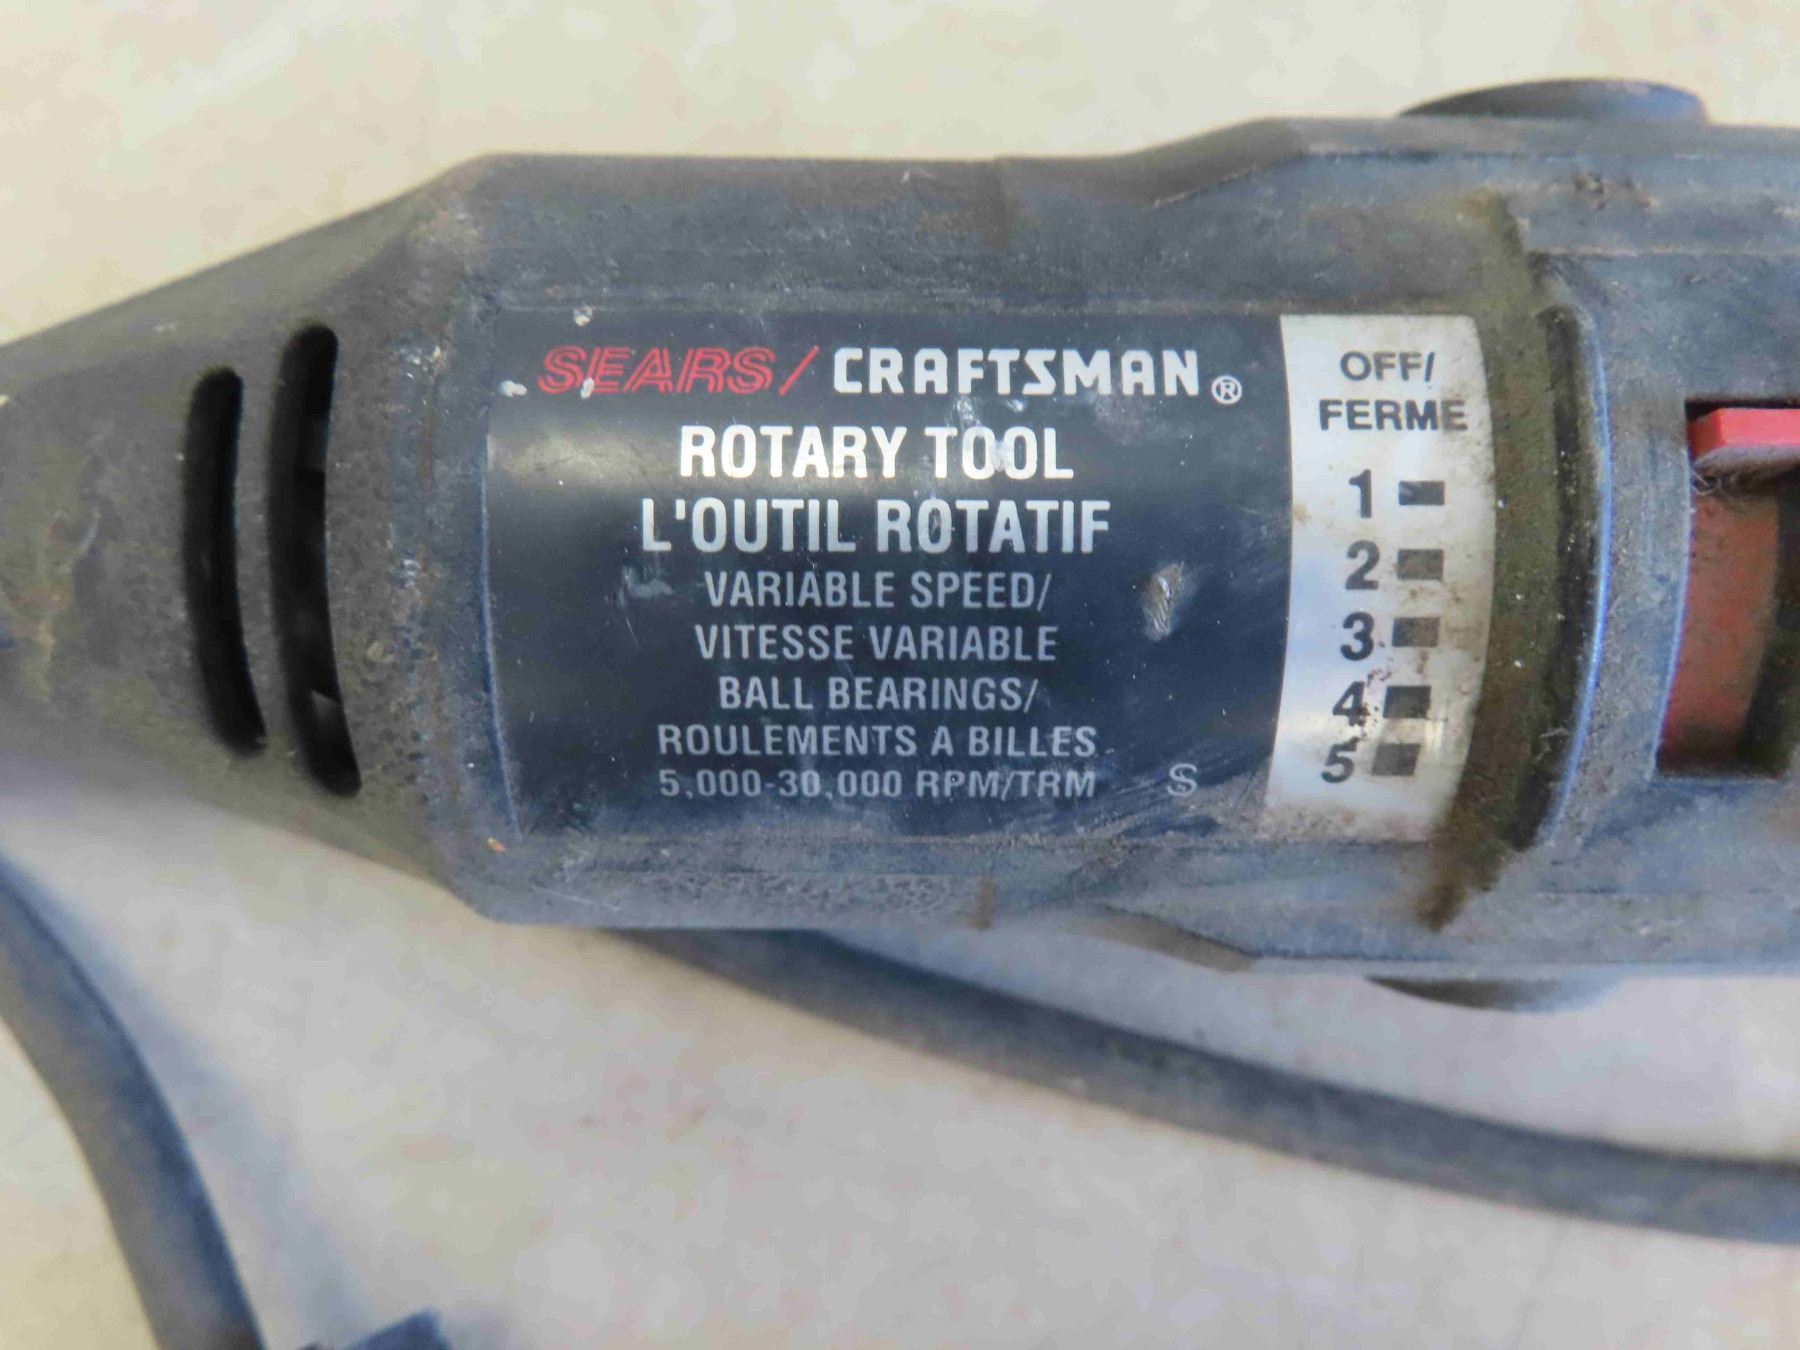 SEARS/ CRAFTSMAN®
ROTARY TOOL
L'OUTIL ROTATIF
VARIABLE SPEED/
VITESSE VARIABLE
BALL BEARINGS/
ROULEMENTS A BILLES
5,000-30,000 RPM/TRM S
OFF/
FERME
1
2
3
4
5